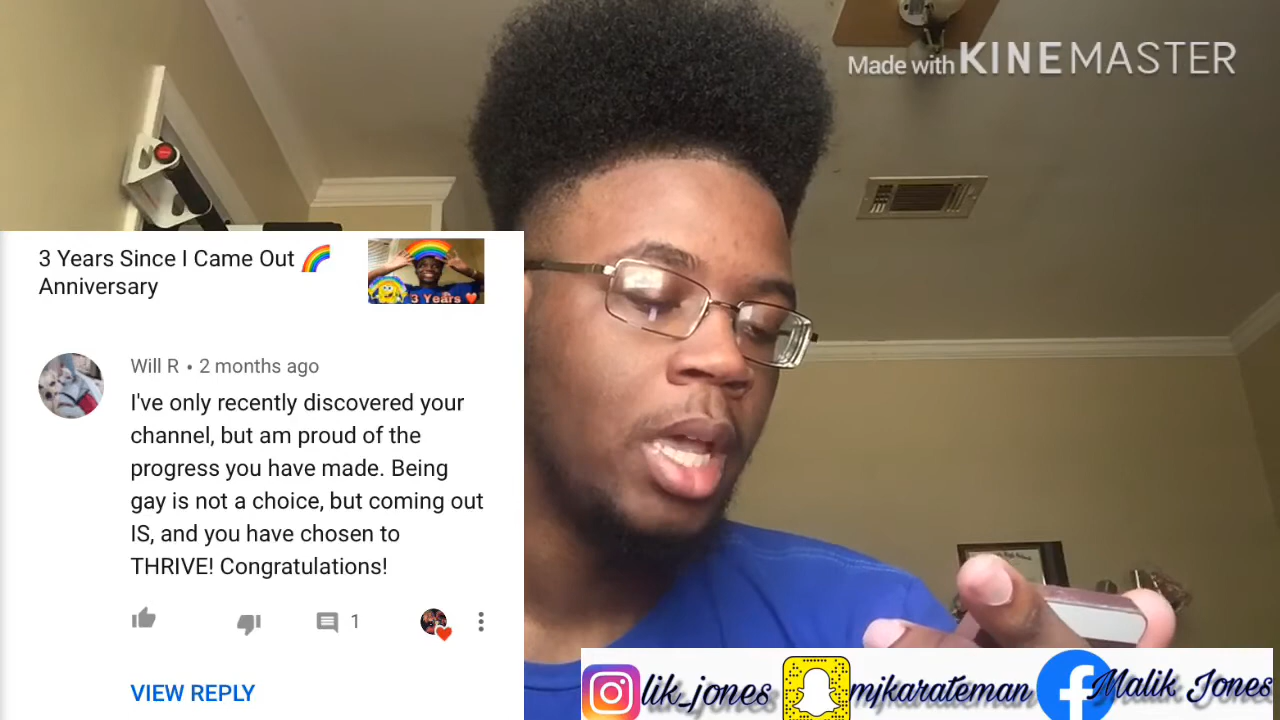 Made with KINEMASTER
3 Years Since I Came Out 🌈
Anniversary
3 Years
Will R • 2 months ago
I've only recently discovered your
channel, but am proud of the
progress you have made. Being
gay is not a choice, but coming out
IS, and you have chosen to
THRIVE! Congratulations!
1
VIEW REPLY
lik_jones
mjkarateman
Malik Jones